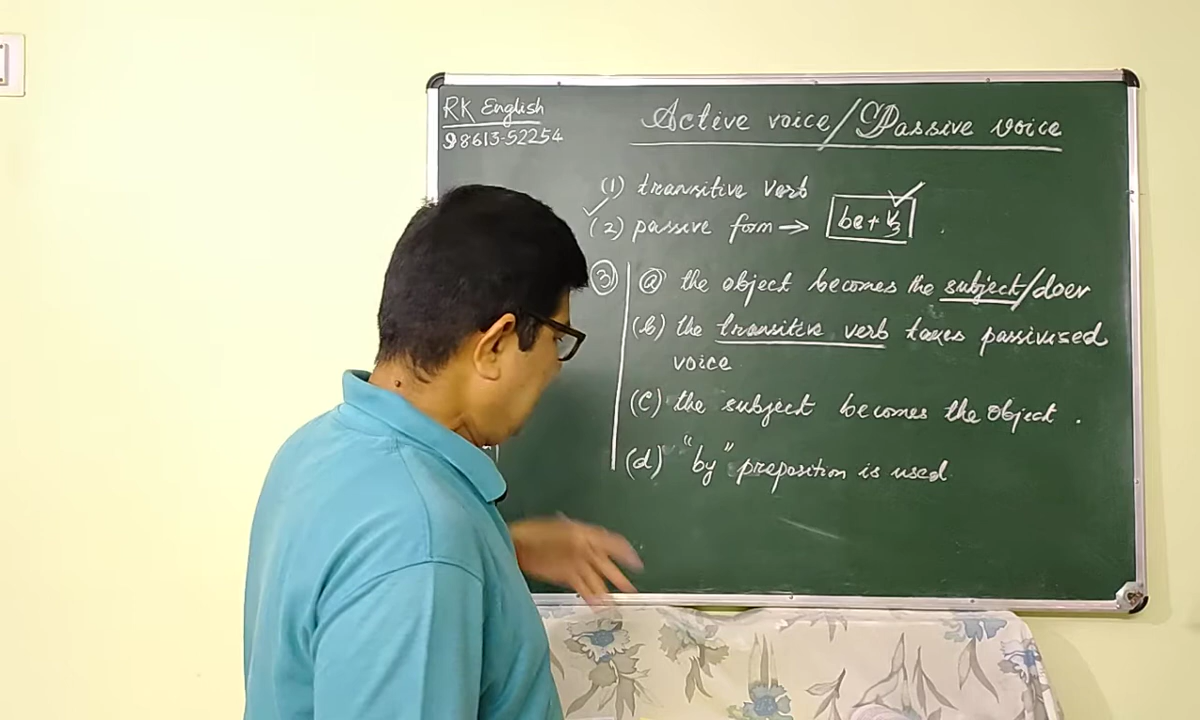 RK English
98613-52254
Active voice/Passive voice
(1) transitive verb
(2) passive form → be + V3
(3) (a) the object becomes the subject/doer
(b) the transitive verb takes passivised
voice
(c) the subject becomes the object.
(d) "by" preposition is used